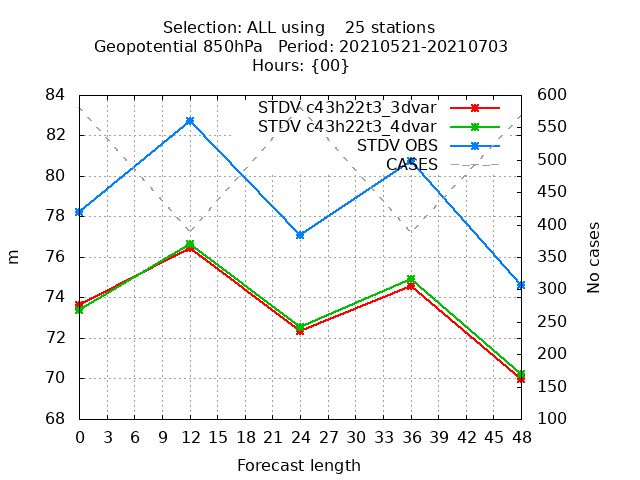 Selection: ALL using 25 stations
Geopotential 850hPa Period: 20210521-20210703
Hours: {00}
84 600
STDV c43h22t3_3dvar
550
STDV c43h22t3_4dvar
82
STDV OBS
500
CASES
80
450
78 400
76 350
m
No cases
74 300
250
72
200
70
150
68 100
0 3 6 9 12 15 18 21 24 27 30 33 36 39 42 45 48
Forecast length